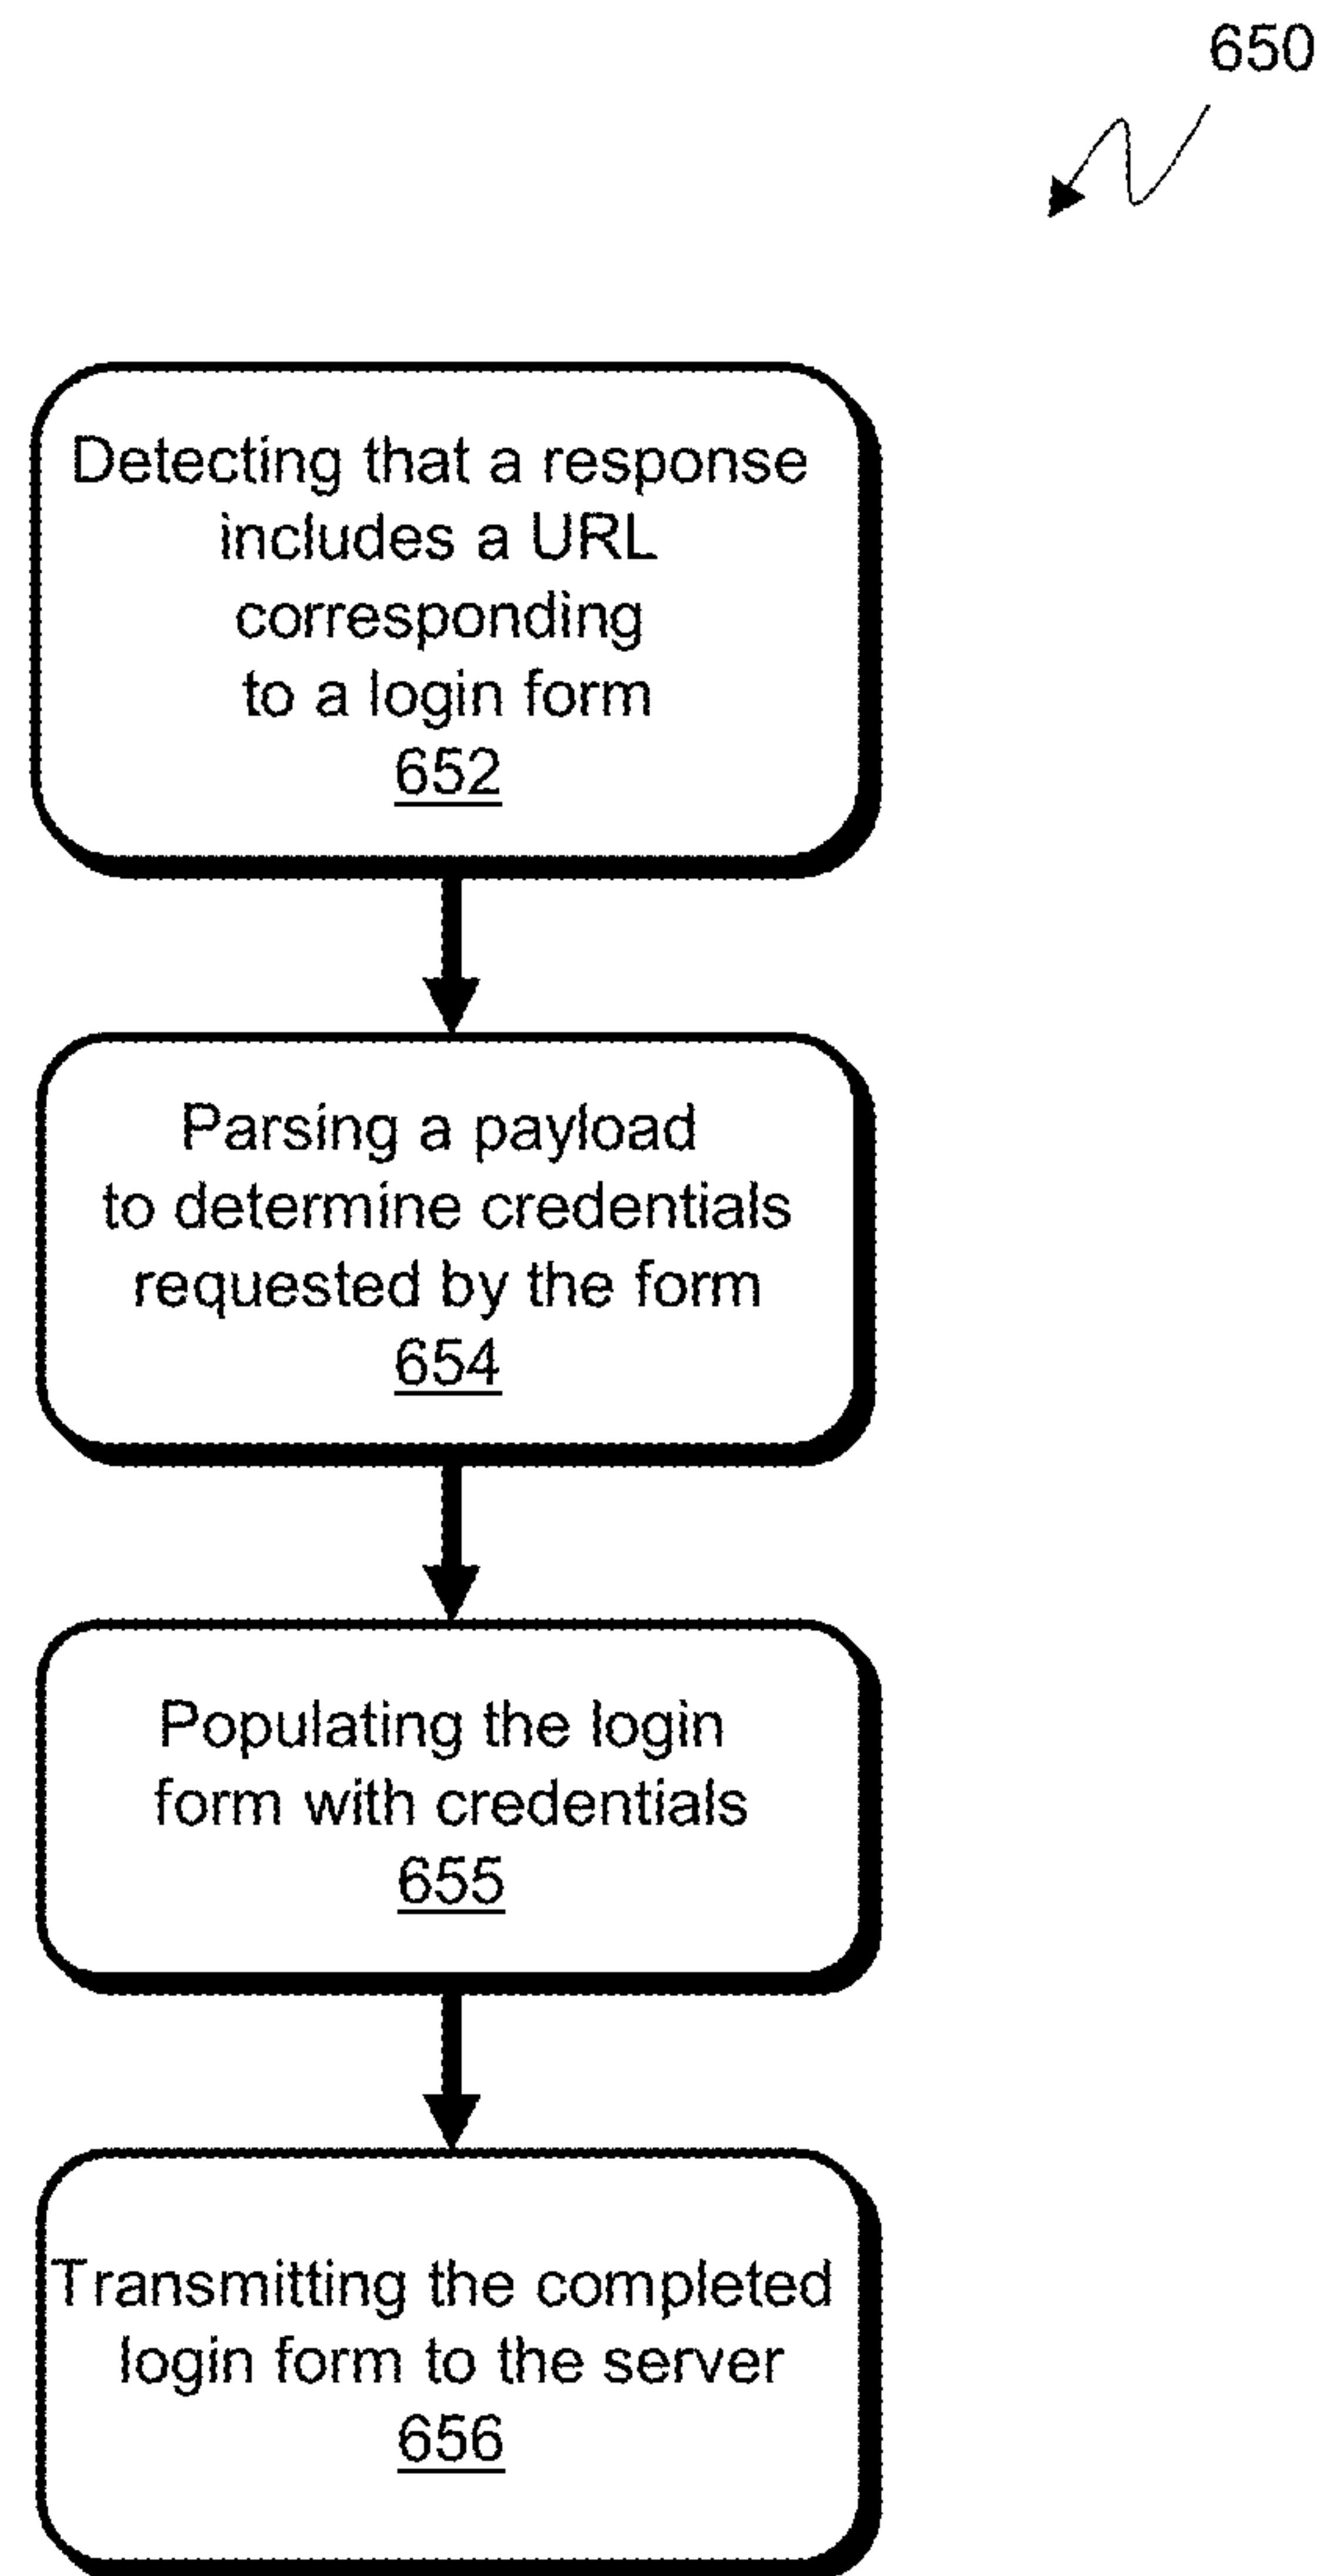 650
Detecting that a response
includes a URL
corresponding
to a login form
652
Parsing a payload
to determine credentials
requested by the form
654
Populating the login
form with credentials
655
Transmitting the completed
login form to the server
656